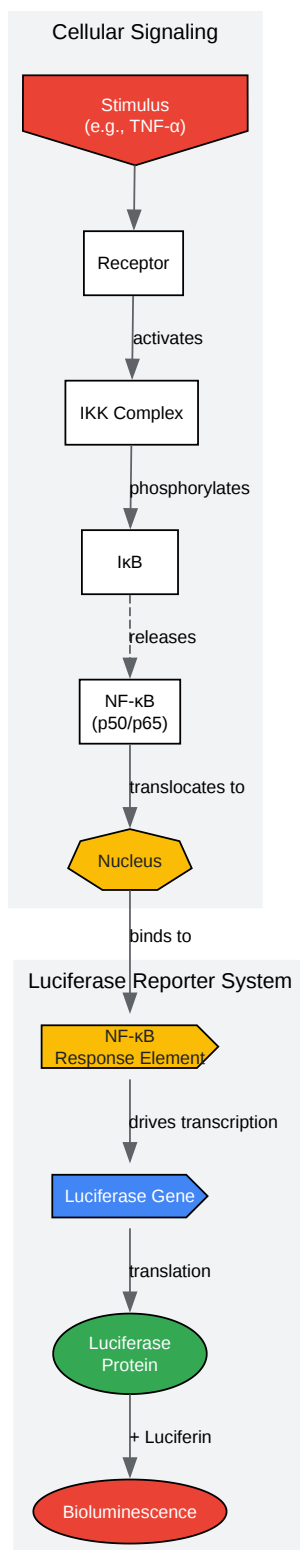 Cellular Signaling
Stimulus
(e.g., TNF-α)
Receptor
activates
IKK Complex
phosphorylates
IκB
releases
NF-κB
(p50/p65)
translocates to
Nucleus
binds to
Luciferase Reporter System
NF-κB
Response Element
drives transcription
Luciferase Gene
translation
Luciferase
Protein
+ Luciferin
Bioluminescence